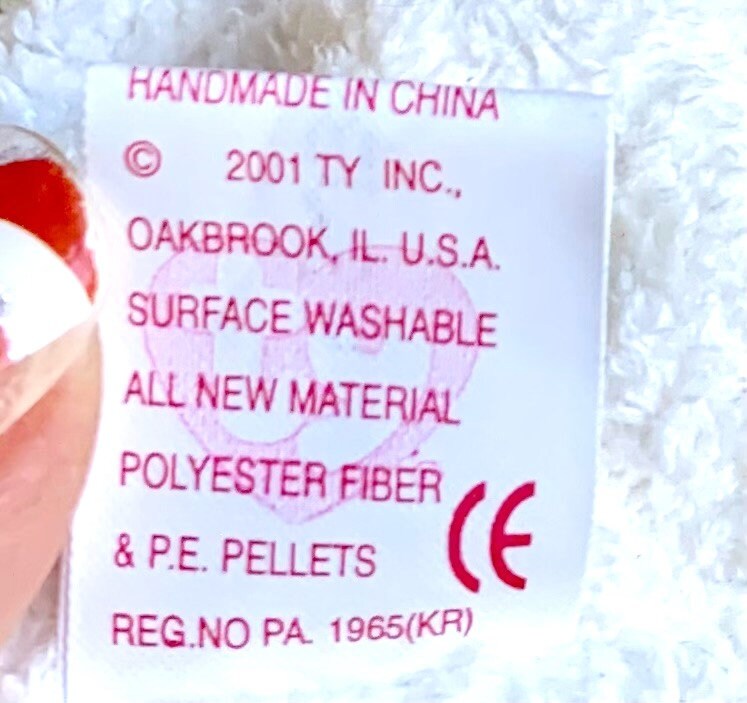 HANDMADE IN CHINA
© 2001 TY INC.,
OAKBROOK, IL. U.S.A.
SURFACE WASHABLE
ALL NEW MATERIAL
POLYESTER FIBER
& P.E. PELLETS CE
REG.NO PA. 1965(KR)